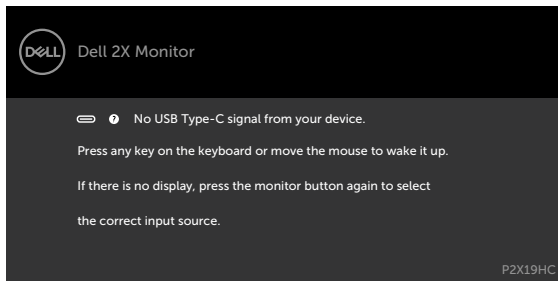 DELL Dell 2X Monitor
? No USB Type-C signal from your device.
Press any key on the keyboard or move the mouse to wake it up.
If there is no display, press the monitor button again to select
the correct input source.
P2X19HC